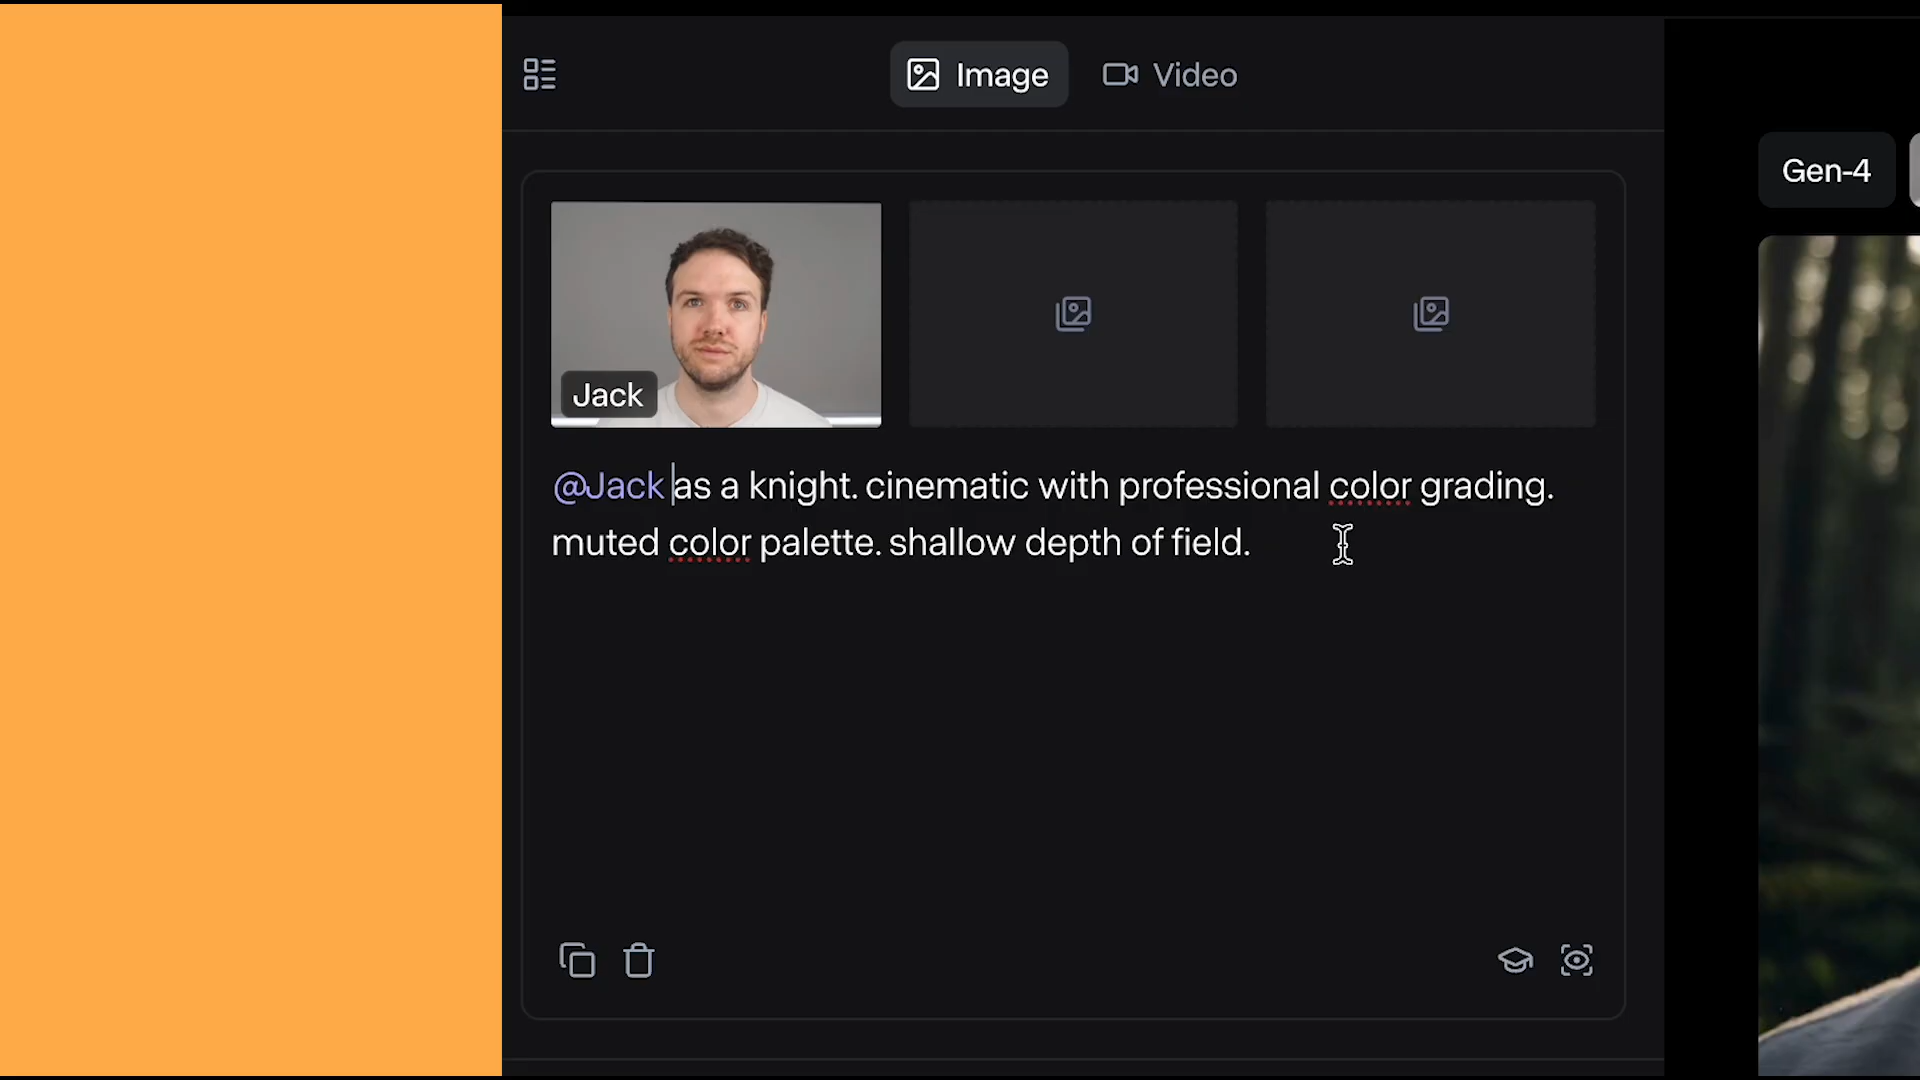 Image
Video
Gen-4
Jack
@Jack as a knight. cinematic with professional color grading.
muted color palette. shallow depth of field.